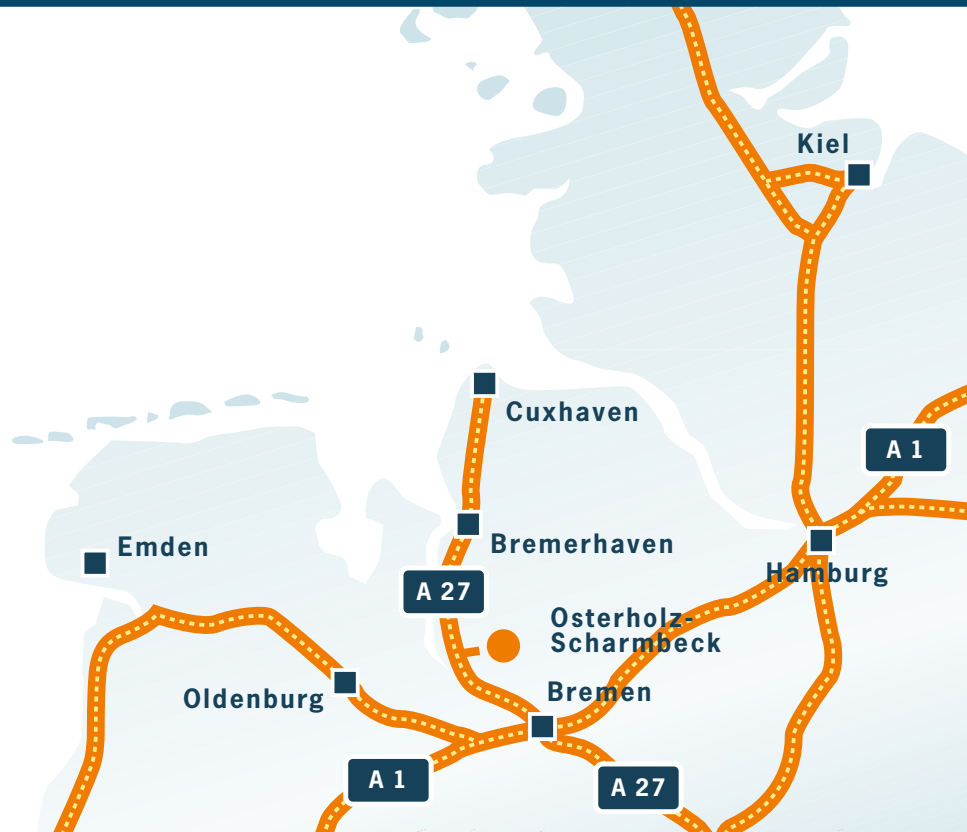 Kiel
Cuxhaven
A 1
Emden
Bremerhaven
Hamburg
A 27
Osterholz-
Scharmbeck
Oldenburg
Bremen
A 1
A 27